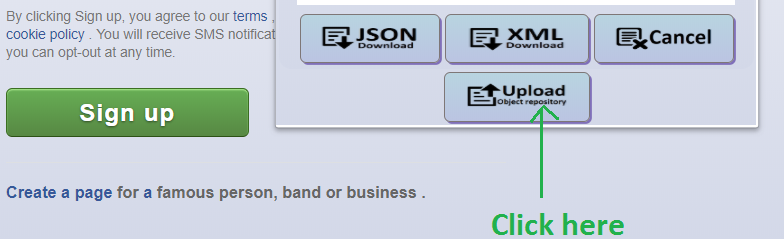 By clicking Sign up, you agree to our terms ,
cookie policy . You will receive SMS notificat
you can opt-out at any time.
Sign up
Create a page for a famous person, band or business .
JSON
Download
XML
Download
Cancel
Upload
Object repository
Click here